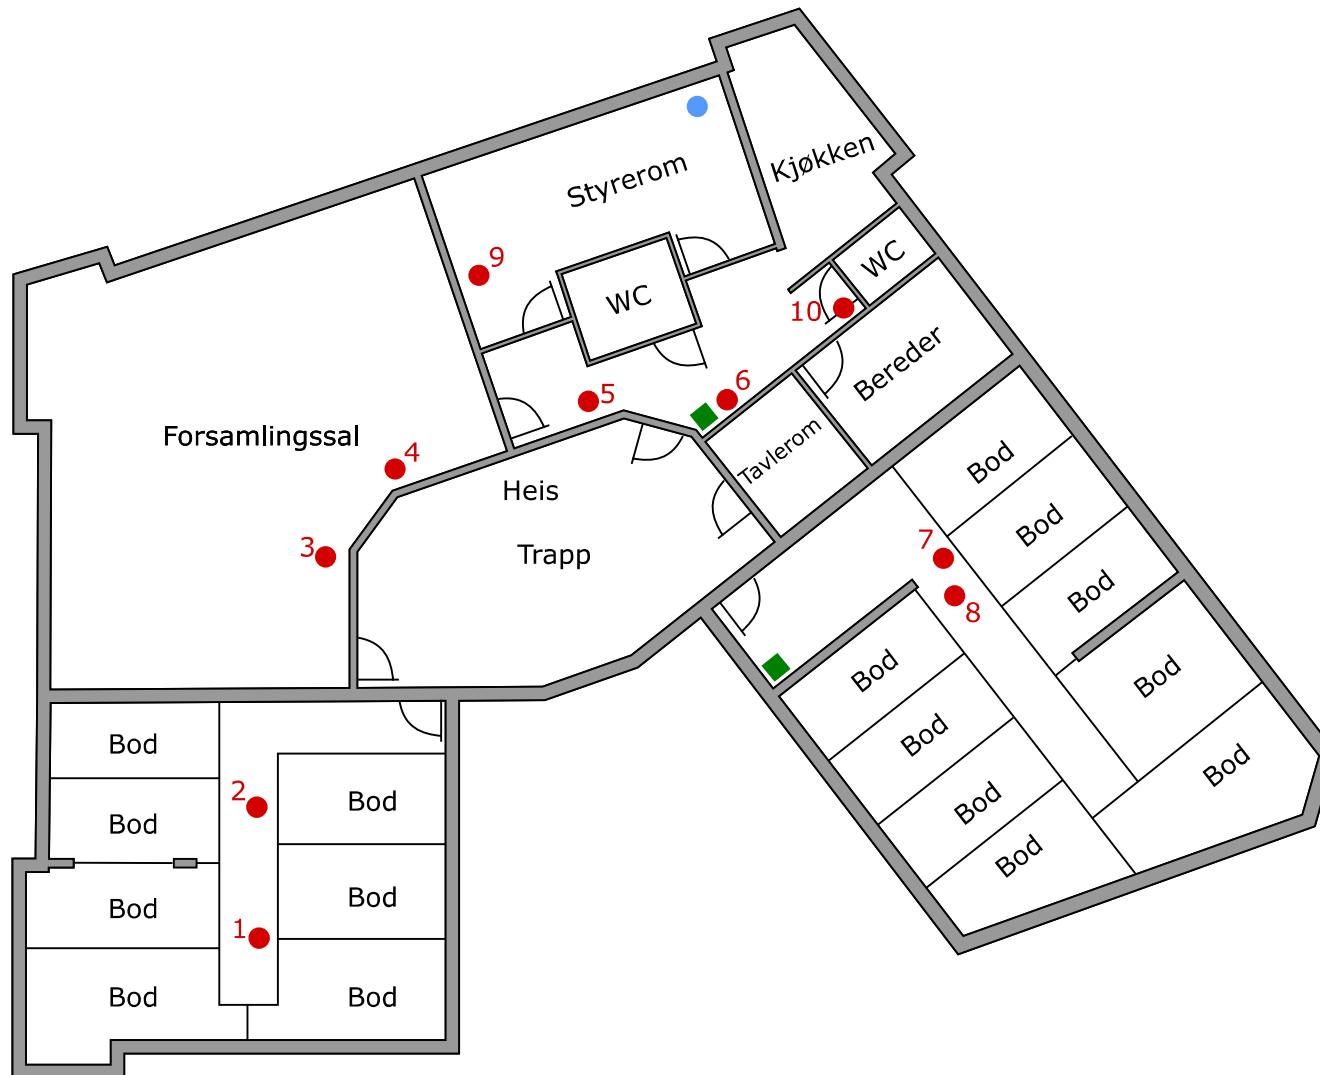 Kjøkken
Styrerom
9
WC
WC
10
Bereder
6
5
Forsamlingssal
4
Tavlerom
Heis
3
Trapp
Bod
Bod
7
Bod
8
Bod
Bod
Bod
Bod
Bod
Bod
Bod
2
Bod
Bod
Bod
Bod
1
Bod
Bod
Bod